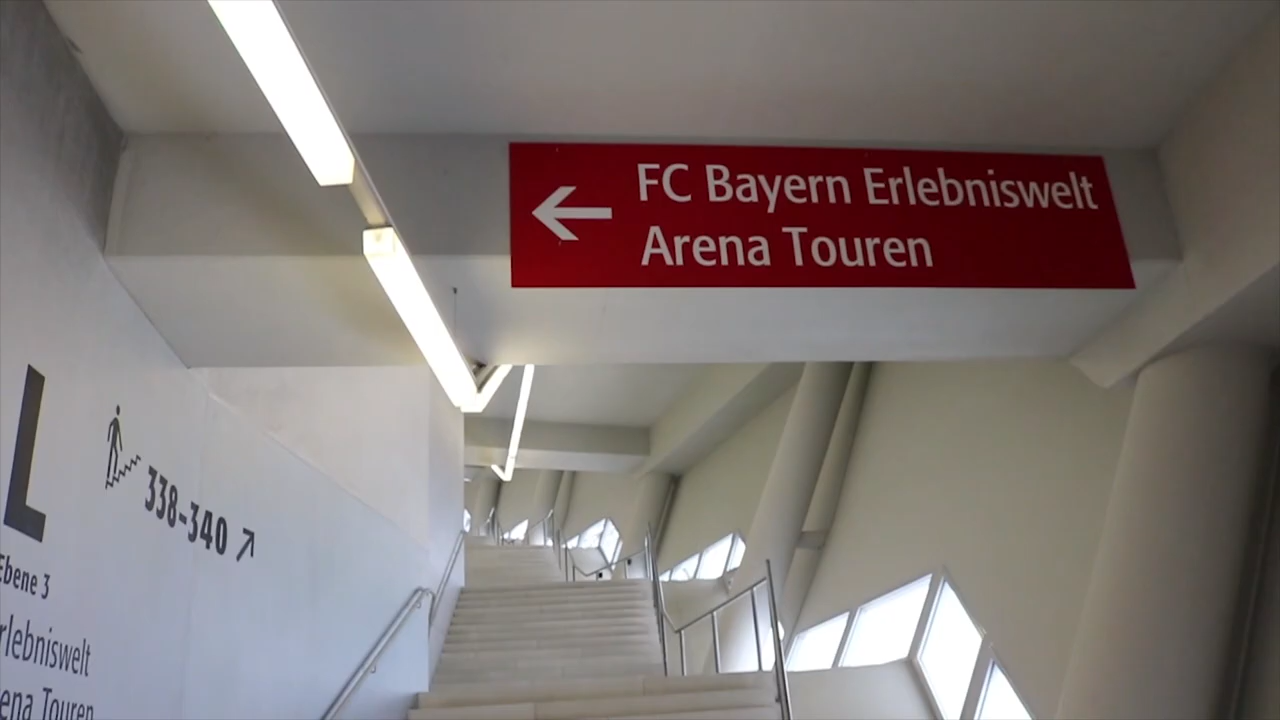 FC Bayern Erlebniswelt
Arena Touren
L
338-340
Ebene 3
rlebniswelt
ena Touren